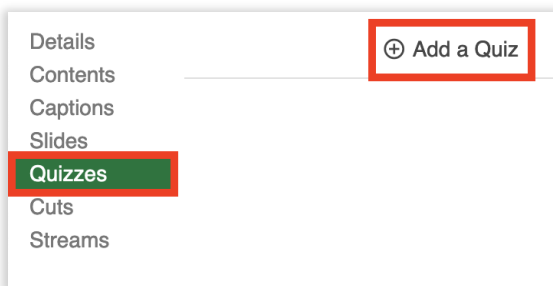 Details
Contents
Captions
Slides
Quizzes
Cuts
Streams
Add a Quiz